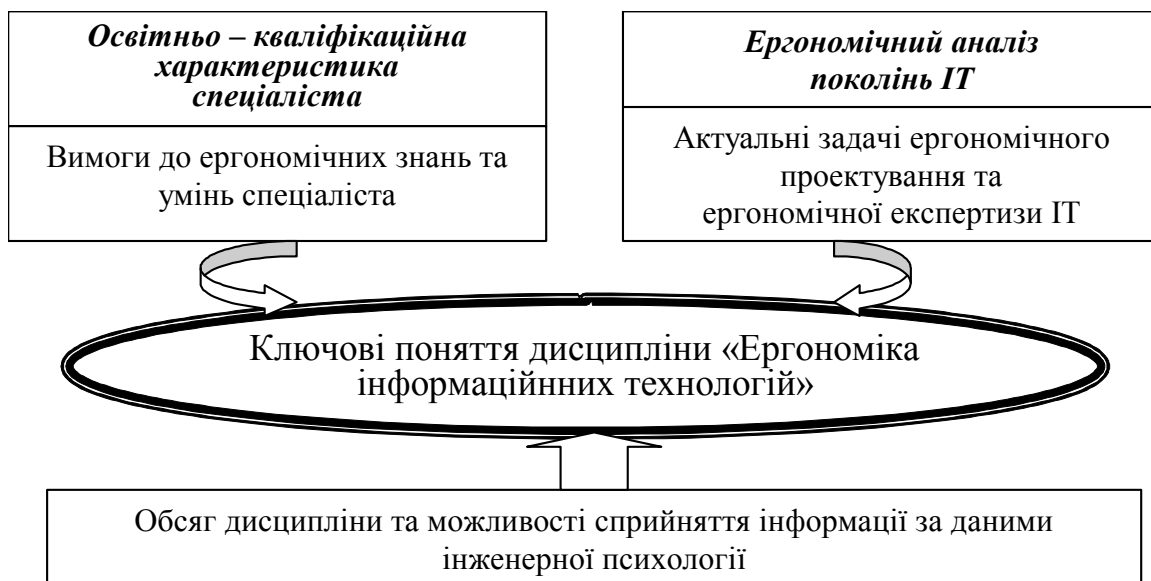 Освітньо – кваліфікаційна
характеристика
спеціаліста
Вимоги до ергономічних знань та
умінь спеціаліста
Ергономічний аналіз
поколінь ІТ
Актуальні задачі ергономічного
проектування та
ергономічної експертизи ІТ
Ключові поняття дисципліни «Ергономіка
інформаційнних технологій»
Обсяг дисципліни та можливості сприйняття інформації за даними
інженерної психології